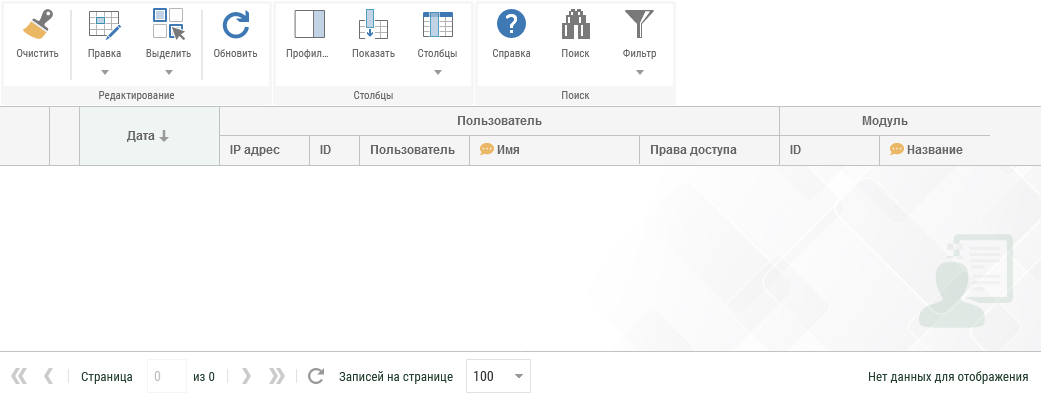 Очистить Правка Выделить Обновить Профил... Показать Столбцы Справка Поиск Фильтр
Редактирование Столбцы Поиск
Дата Пользователь Модуль
IP адрес ID Пользователь Имя Права доступа ID Название
Страница 0 из 0 Записей на странице 100 Нет данных для отображения